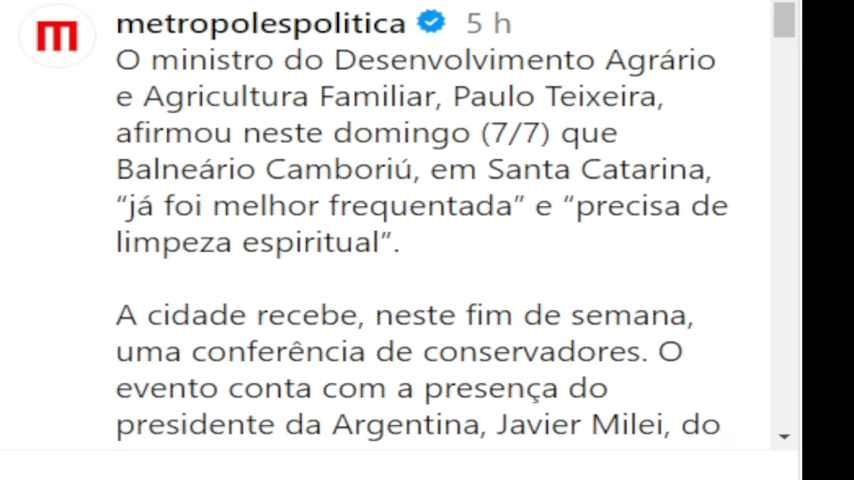 metropolespolitica 5 h
O ministro do Desenvolvimento Agrário
e Agricultura Familiar, Paulo Teixeira,
afirmou neste domingo (7/7) que
Balneário Camboriú, em Santa Catarina,
“já foi melhor frequentada” e “precisa de
limpeza espiritual”.
A cidade recebe, neste fim de semana,
uma conferência de conservadores. O
evento conta com a presença do
presidente da Argentina, Javier Milei, do